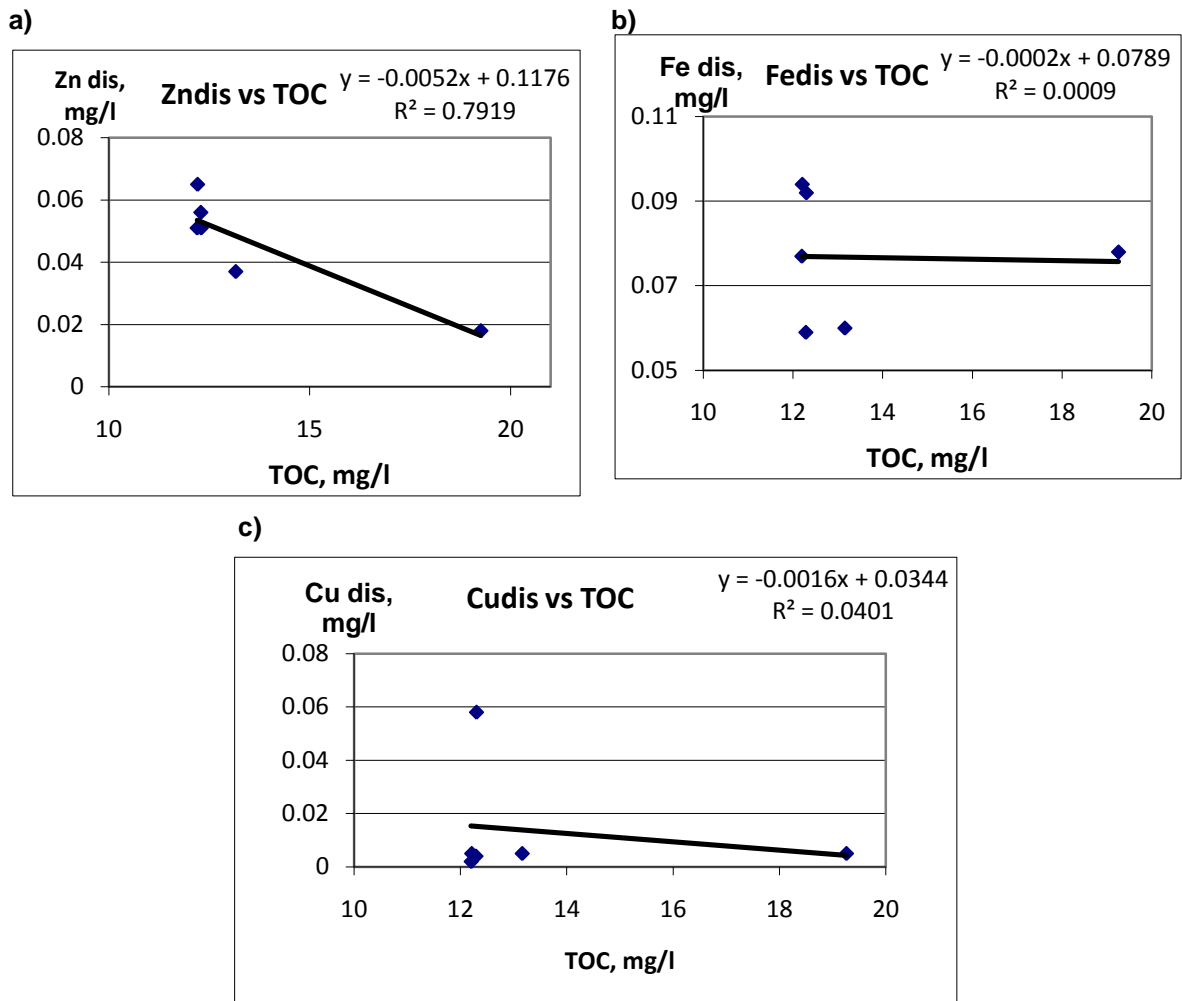 a)
Zn dis,
mg/l
Zndis vs TOC
y = -0.0052x + 0.1176
R² = 0.7919
0.08
0.06
0.04
0.02
0
10
15
20
TOC, mg/l
b)
Fe dis,
mg/l
Fedis vs TOC
y = -0.0002x + 0.0789
R² = 0.0009
0.11
0.09
0.07
0.05
10
12
14
16
18
20
TOC, mg/l
c)
Cu dis,
mg/l
Cudis vs TOC
y = -0.0016x + 0.0344
R² = 0.0401
0.08
0.06
0.04
0.02
0
10
12
14
16
18
20
TOC, mg/l